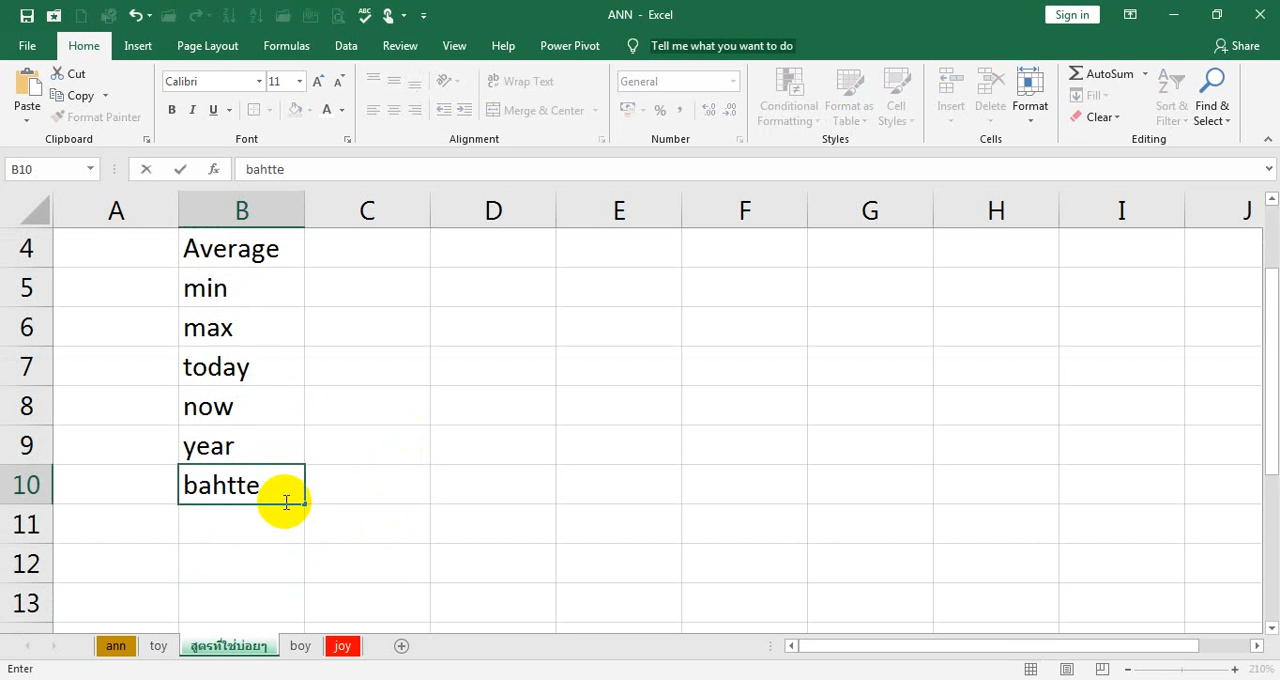 ANN - Excel
Sign in
File Home Insert Page Layout Formulas Data Review View Help Power Pivot Tell me what you want to do Share
Paste
Cut
Copy
Format Painter
Clipboard
Calibri 11
B I U
Font
Wrap Text
Merge & Center
Alignment
General
Number
Conditional Formatting
Format as Table
Cell Styles
Styles
Insert
Delete
Format
Cells
AutoSum
Fill
Clear
Sort & Filter
Find & Select
Editing
B10 fx bahtte
A B C D E F G H I J
4 Average
5 min
6 max
7 today
8 now
9 year
10 bahtte
11
12
13
ann toy สูตรที่ใช้บ่อยๆ boy joy
Enter 210%